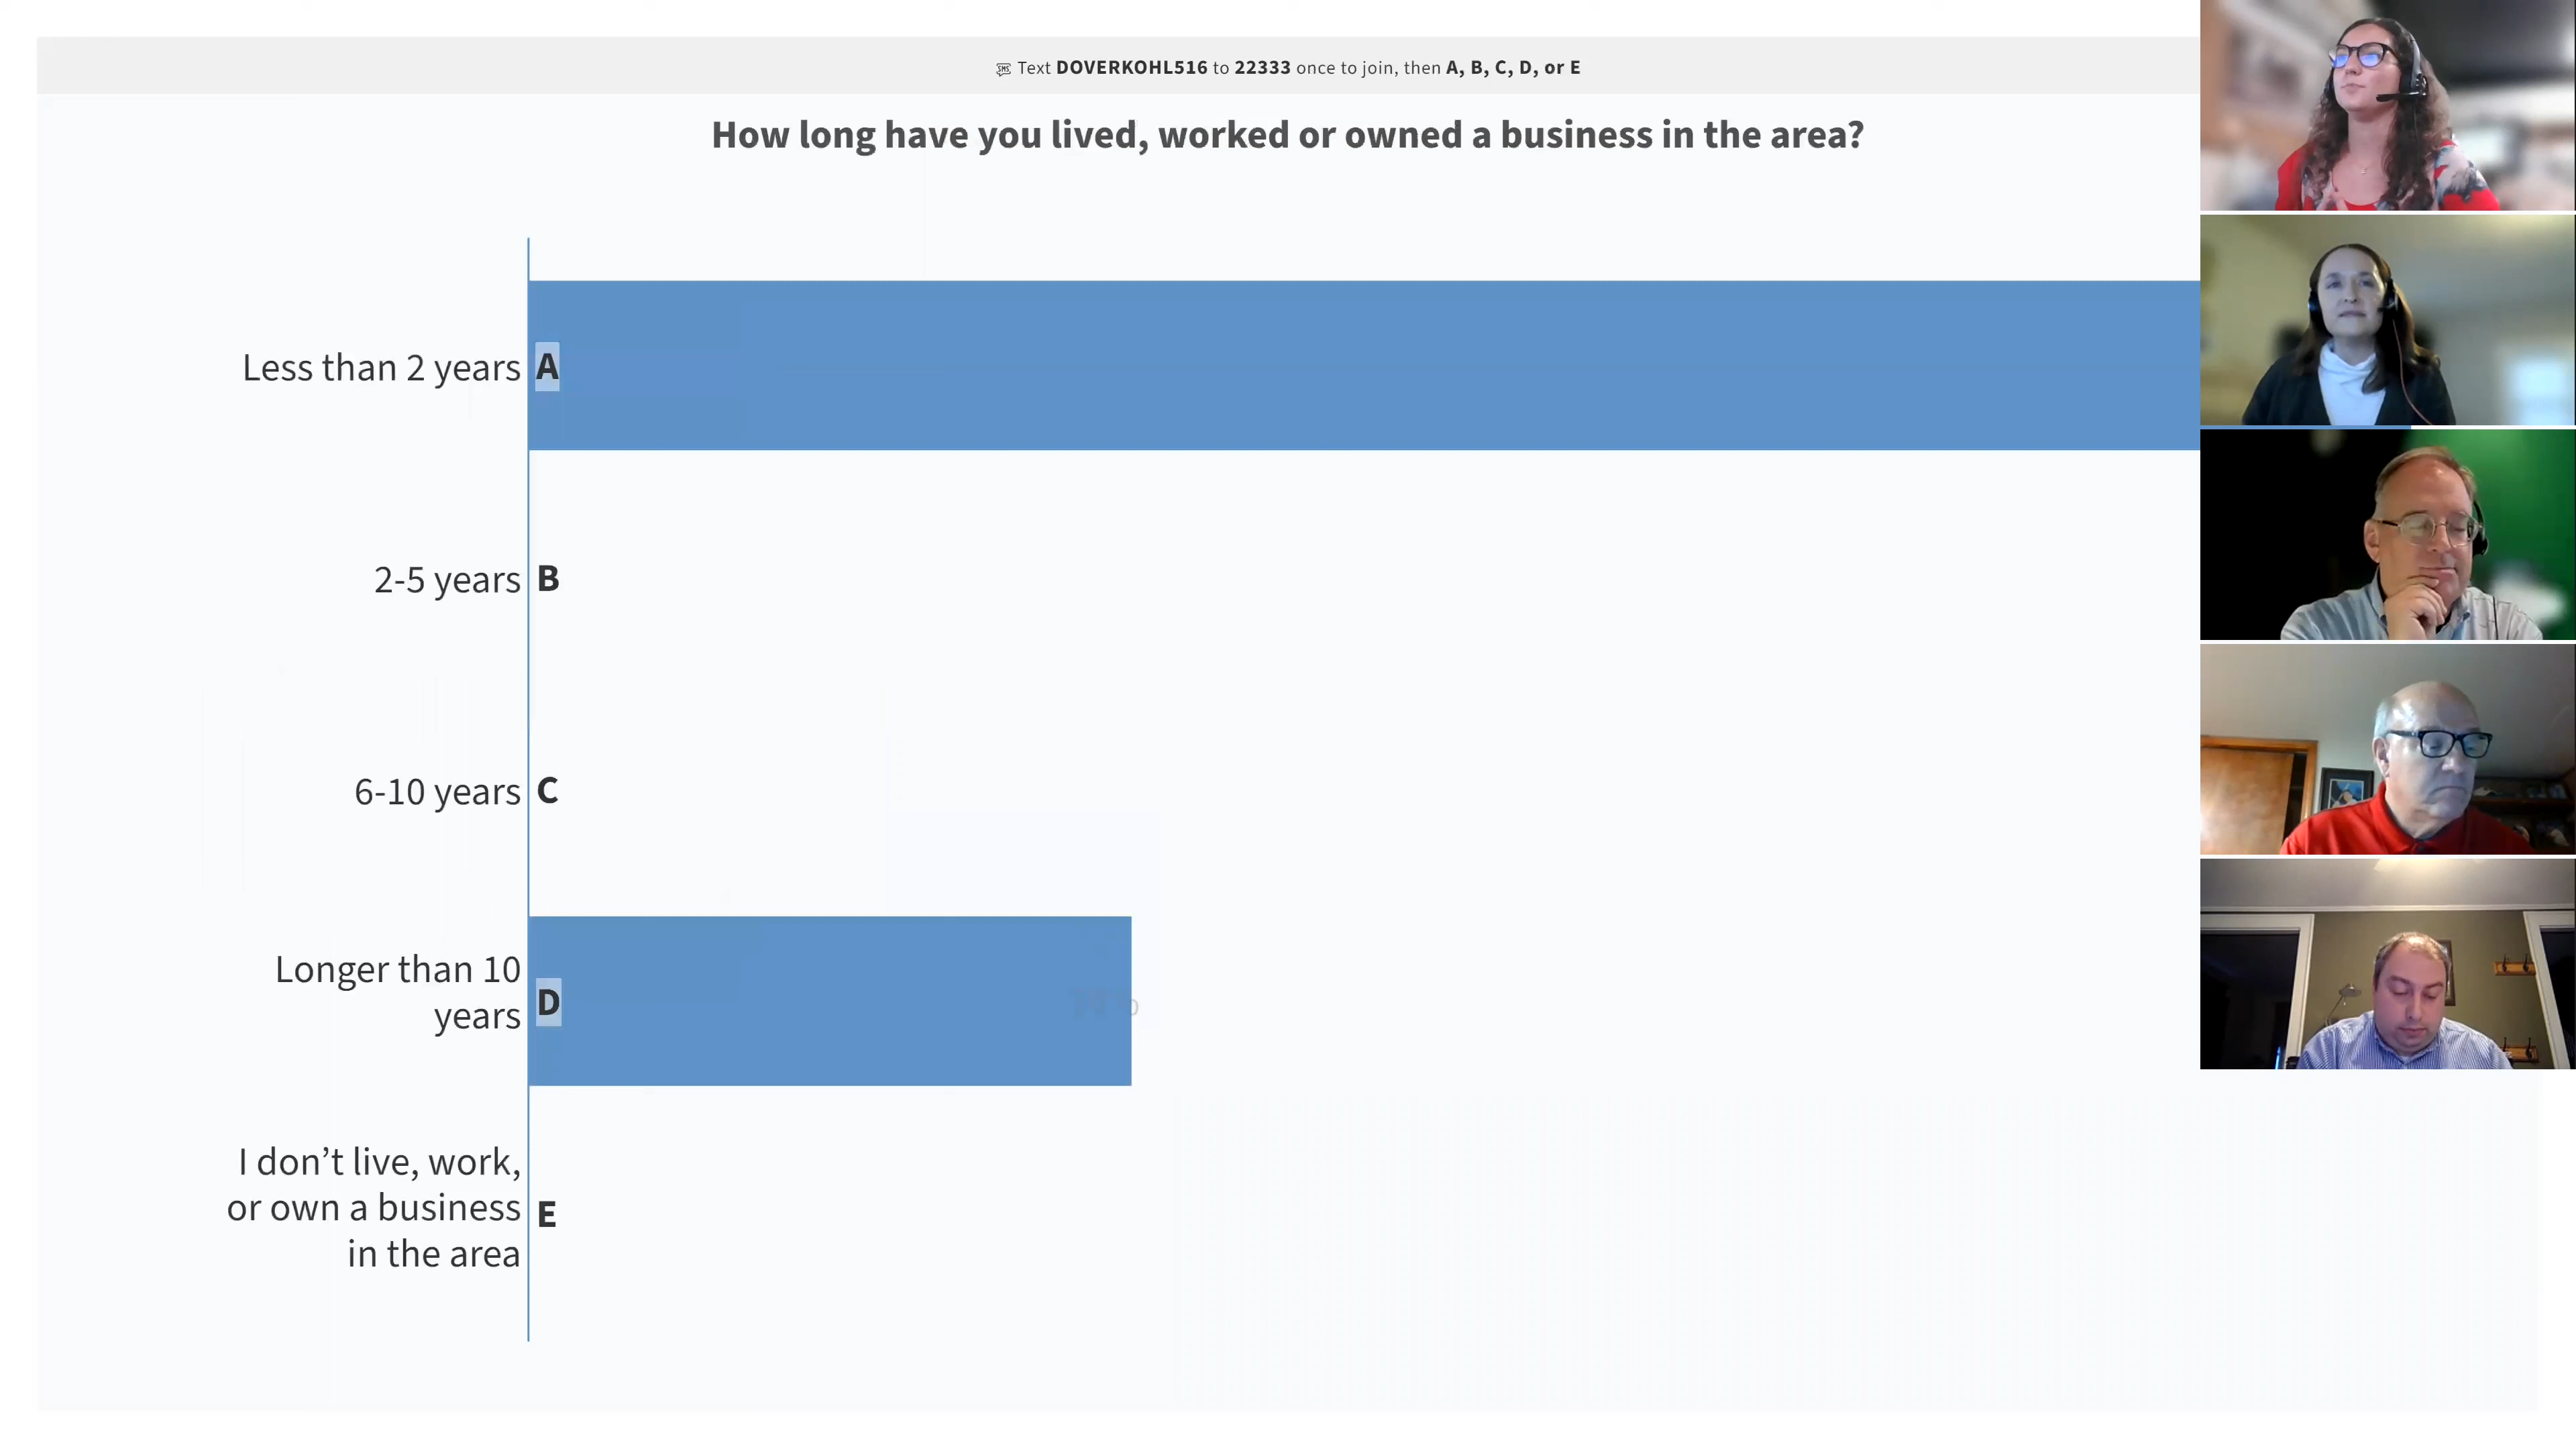 Text DOVERKOHL516 to 22333 once to join, then A, B, C, D, or E
How long have you lived, worked or owned a business in the area?
Less than 2 years A
2-5 years B
6-10 years C
Longer than 10
years D
I don’t live, work,
or own a business
in the area E